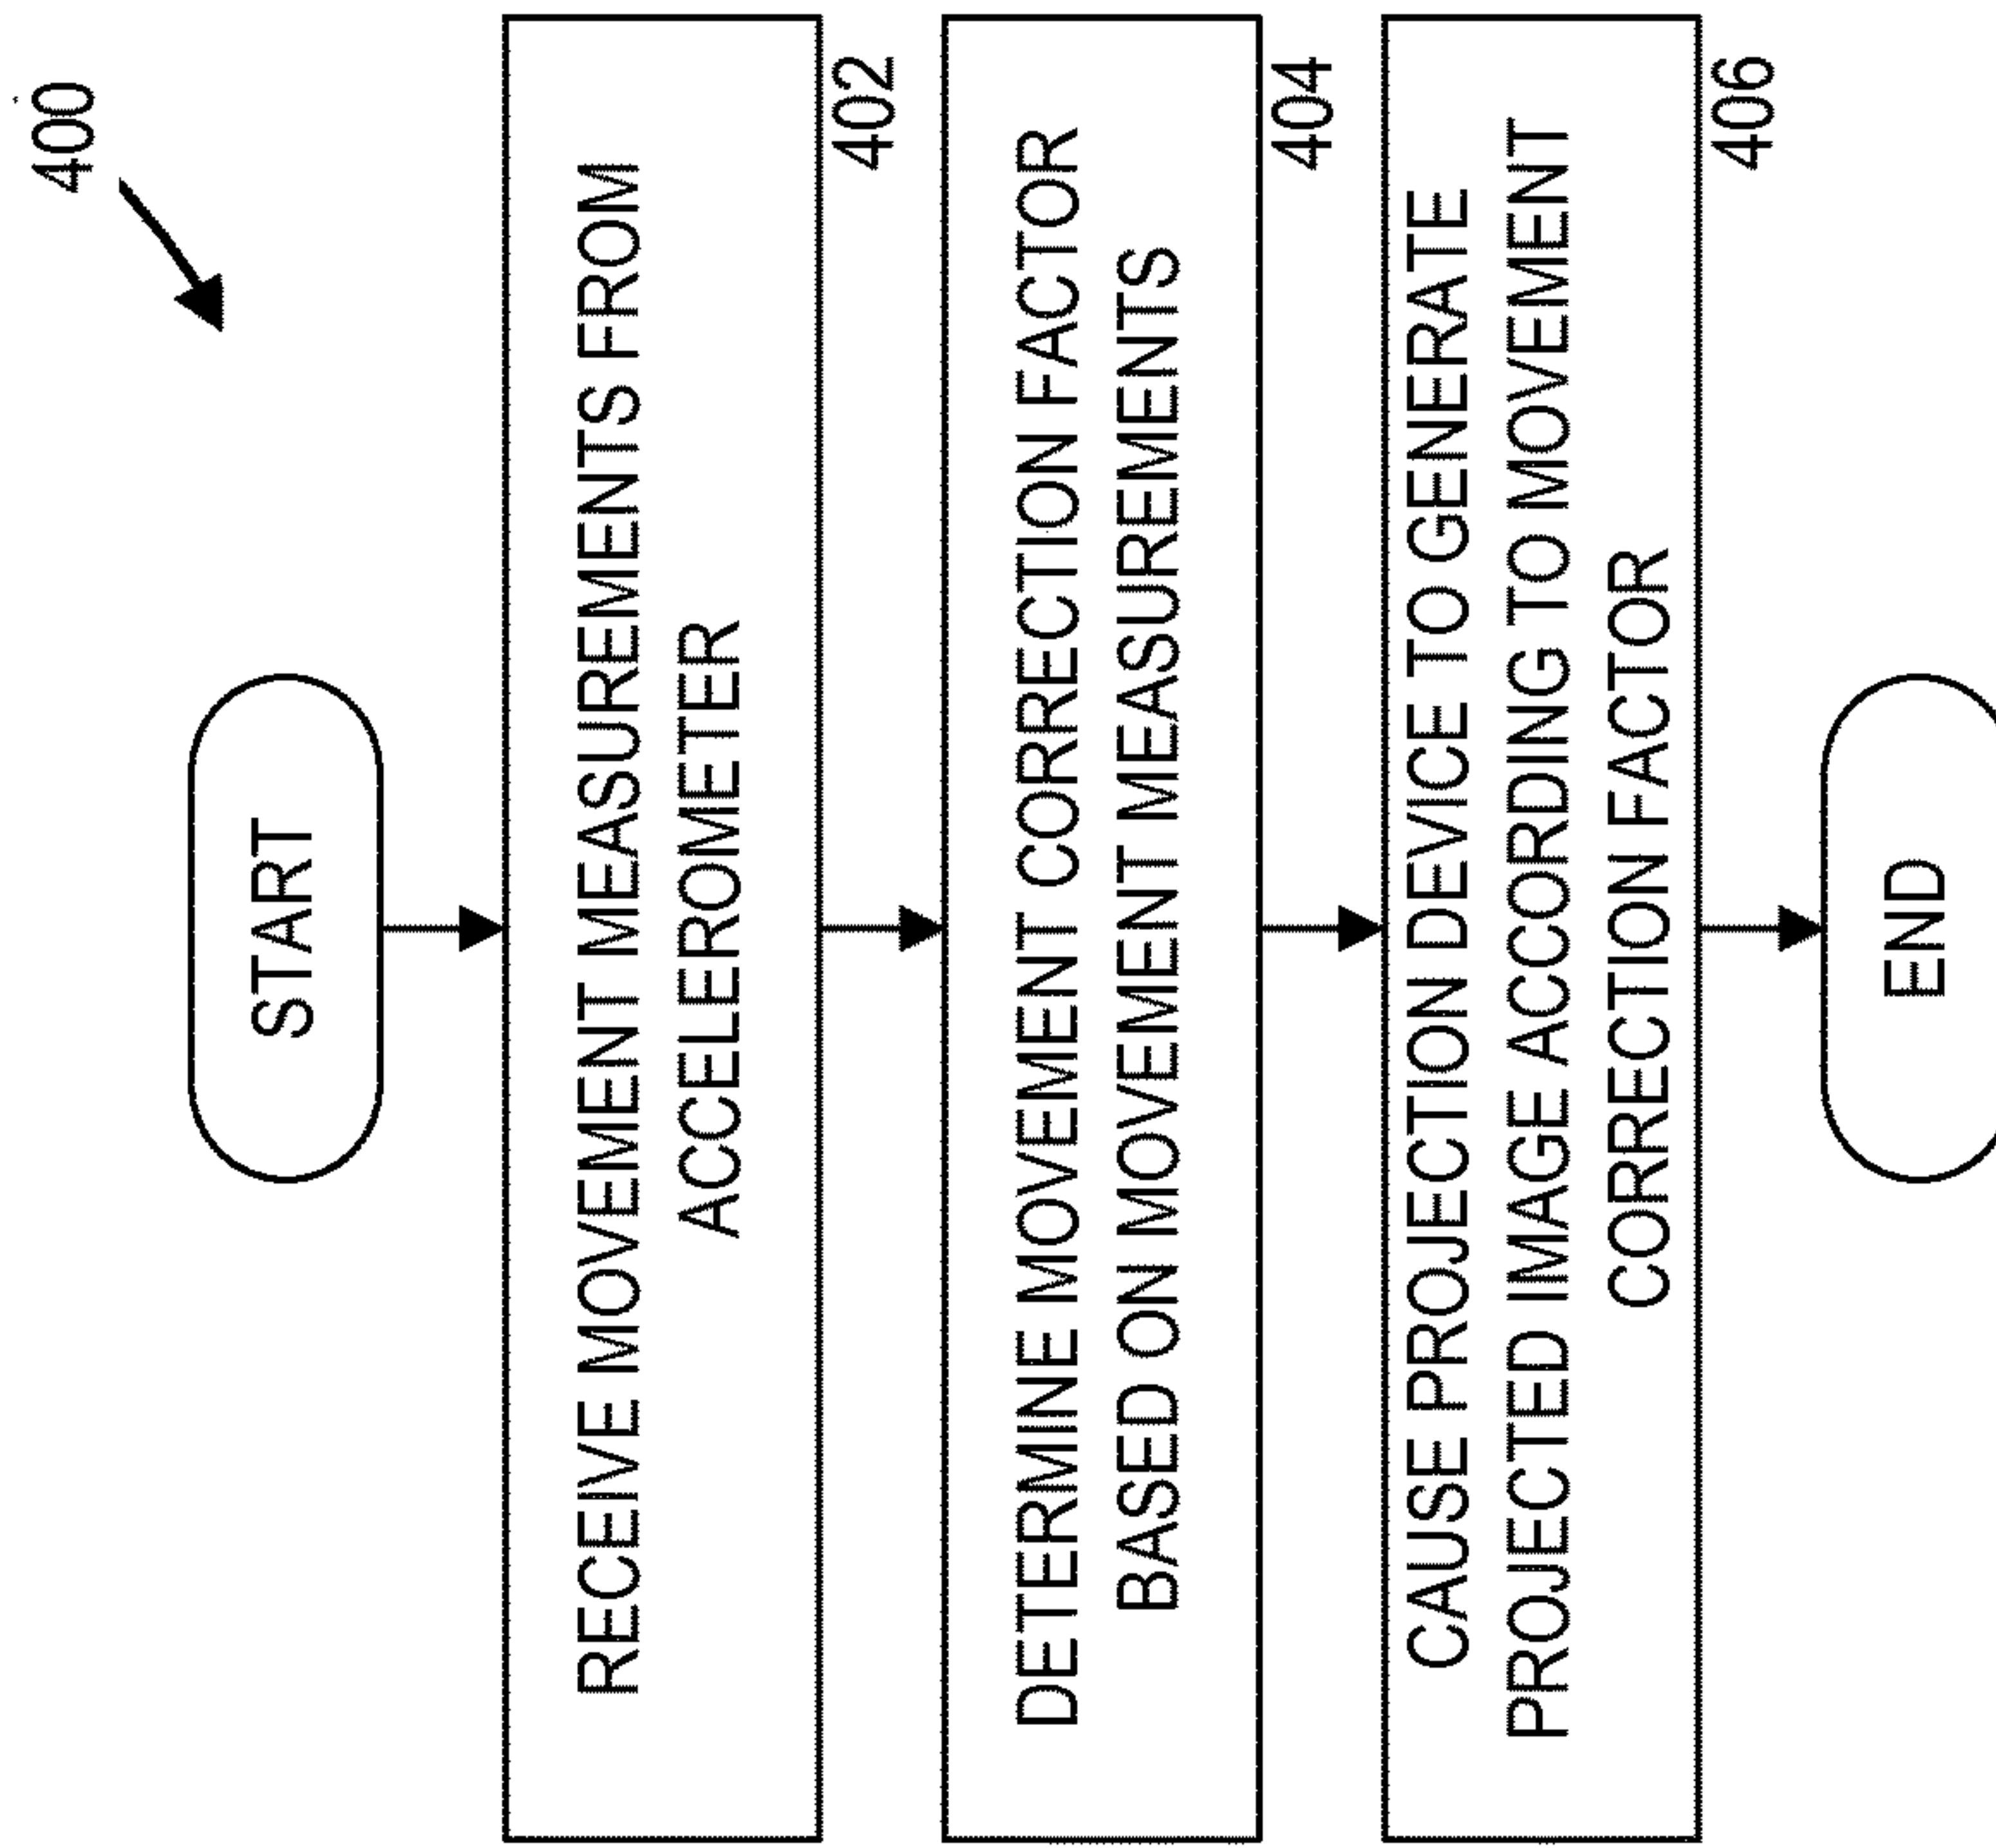 400
START
RECEIVE MOVEMENT MEASUREMENTS FROM
ACCELEROMETER
402
DETERMINE MOVEMENT CORRECTION FACTOR
BASED ON MOVEMENT MEASUREMENTS
404
CAUSE PROJECTION DEVICE TO GENERATE
PROJECTED IMAGE ACCORDING TO MOVEMENT
CORRECTION FACTOR
406
END